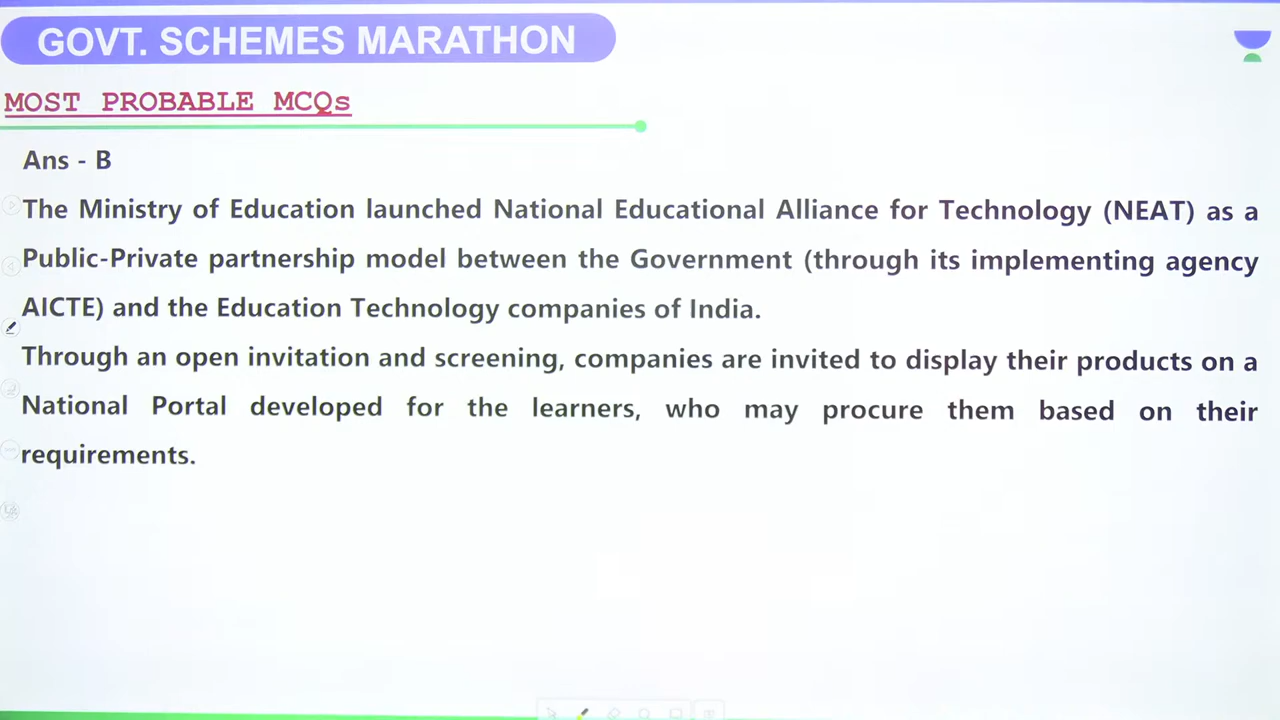 GOVT. SCHEMES MARATHON
MOST PROBABLE MCQs
Ans - B
The Ministry of Education launched National Educational Alliance for Technology (NEAT) as a
Public-Private partnership model between the Government (through its implementing agency
AICTE) and the Education Technology companies of India.
Through an open invitation and screening, companies are invited to display their products on a
National Portal developed for the learners, who may procure them based on their
requirements.